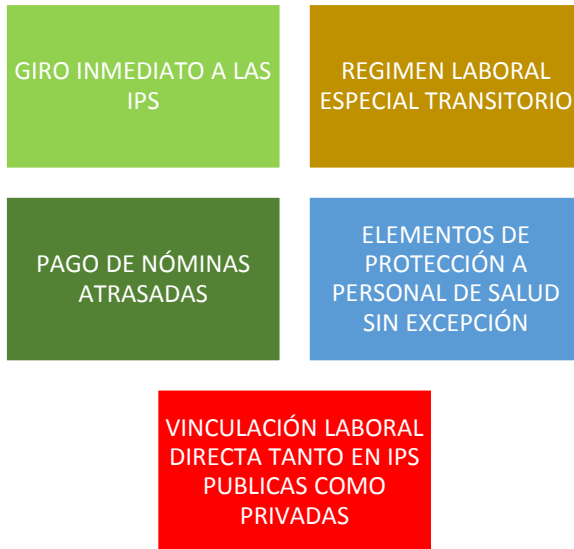 GIRO INMEDIATO A LAS
IPS
REGIMEN LABORAL
ESPECIAL TRANSITORIO
PAGO DE NÓMINAS
ATRASADAS
ELEMENTOS DE
PROTECCIÓN A
PERSONAL DE SALUD
SIN EXCEPCIÓN
VINCULACIÓN LABORAL
DIRECTA TANTO EN IPS
PUBLICAS COMO
PRIVADAS